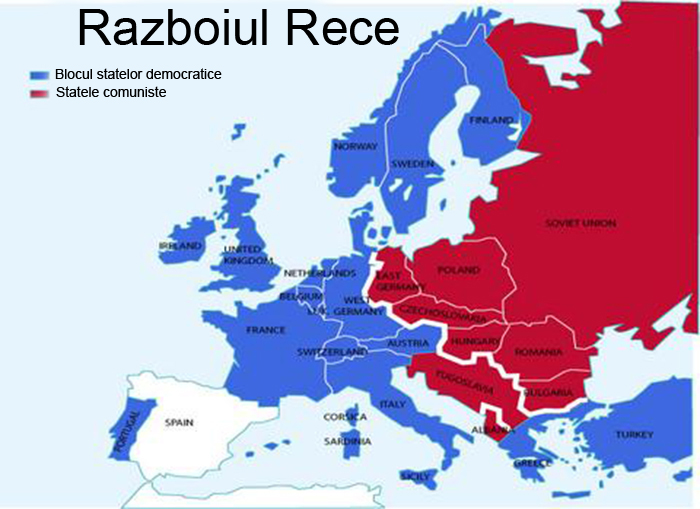 Razboiul Rece
Blocul statelor democratice
Statele comuniste
FINLAND
NORWAY
SWEDEN
SOVIET UNION
IRELAND
UNITED
KINGDOM
NETHERLANDS
EAST
GERMANY
POLAND
BELGIUM
WEST
GERMANY
LUX.
CZECHOSLOVAKIA
FRANCE
AUSTRIA
HUNGARY
SWITZERLAND
ROMANIA
YUGOSLAVIA
BULGARIA
ITALY
PORTUGAL
SPAIN
CORSICA
SARDINIA
ALBANIA
TURKEY
GREECE
SICILY